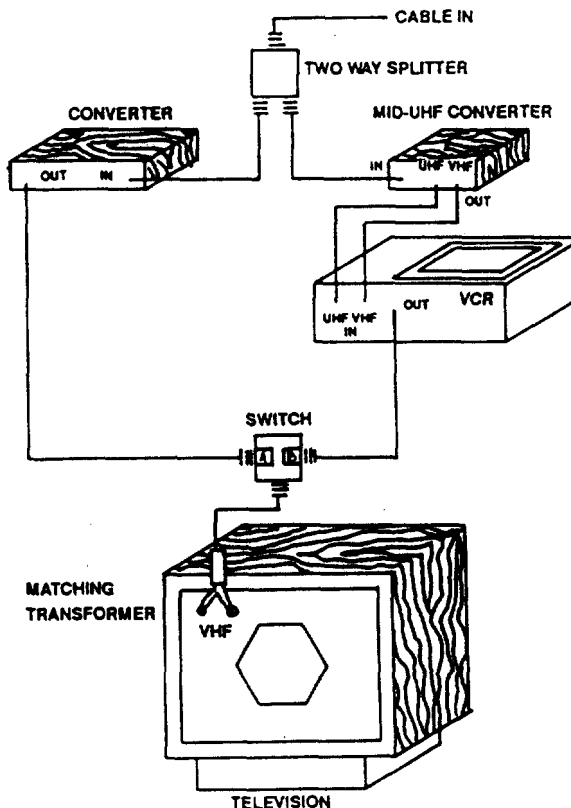 CABLE IN
TWO WAY SPLITTER
CONVERTER
MID-UHF CONVERTER
OUT IN
IN UHF VHF
OUT
VCR
OUT
UHF VHF
IN
SWITCH
A B
MATCHING
TRANSFORMER
VHF
TELEVISION